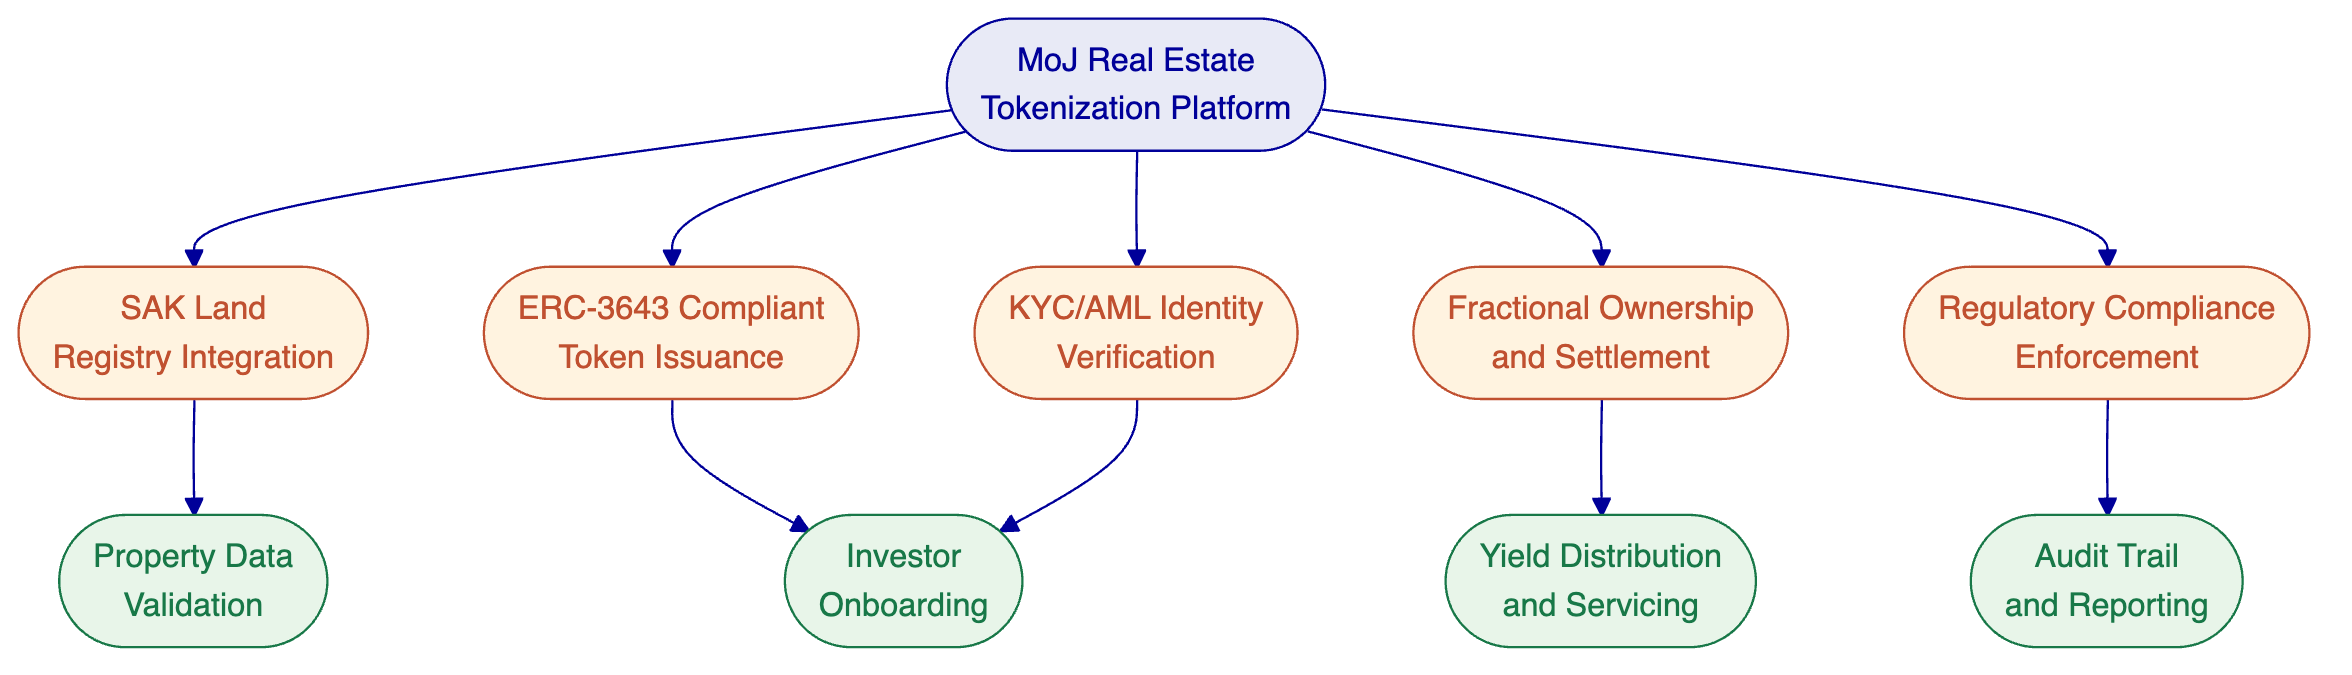 MoJ Real Estate
Tokenization Platform
SAK Land
Registry Integration
ERC-3643 Compliant
Token Issuance
KYC/AML Identity
Verification
Fractional Ownership
and Settlement
Regulatory Compliance
Enforcement
Property Data
Validation
Investor
Onboarding
Yield Distribution
and Servicing
Audit Trail
and Reporting